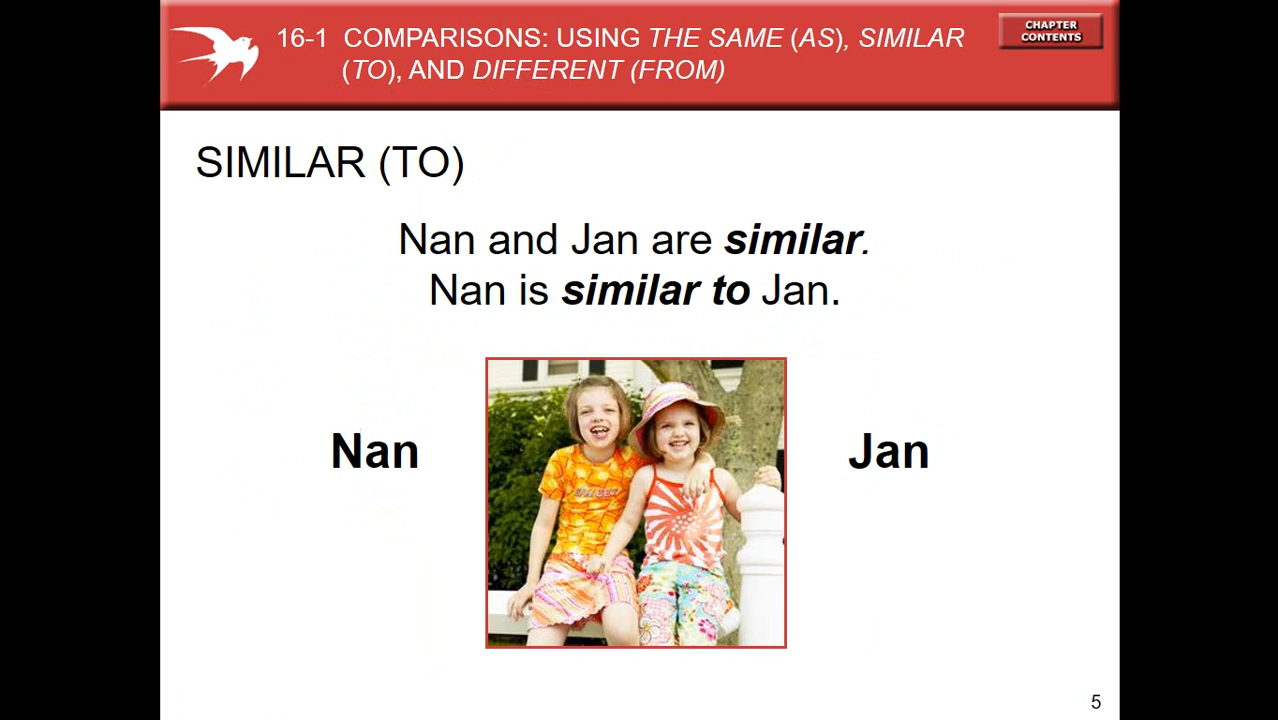 16-1 COMPARISONS: USING THE SAME (AS), SIMILAR
(TO), AND DIFFERENT (FROM)
CHAPTER
CONTENTS
SIMILAR (TO)
Nan and Jan are similar.
Nan is similar to Jan.
Nan
Jan
5